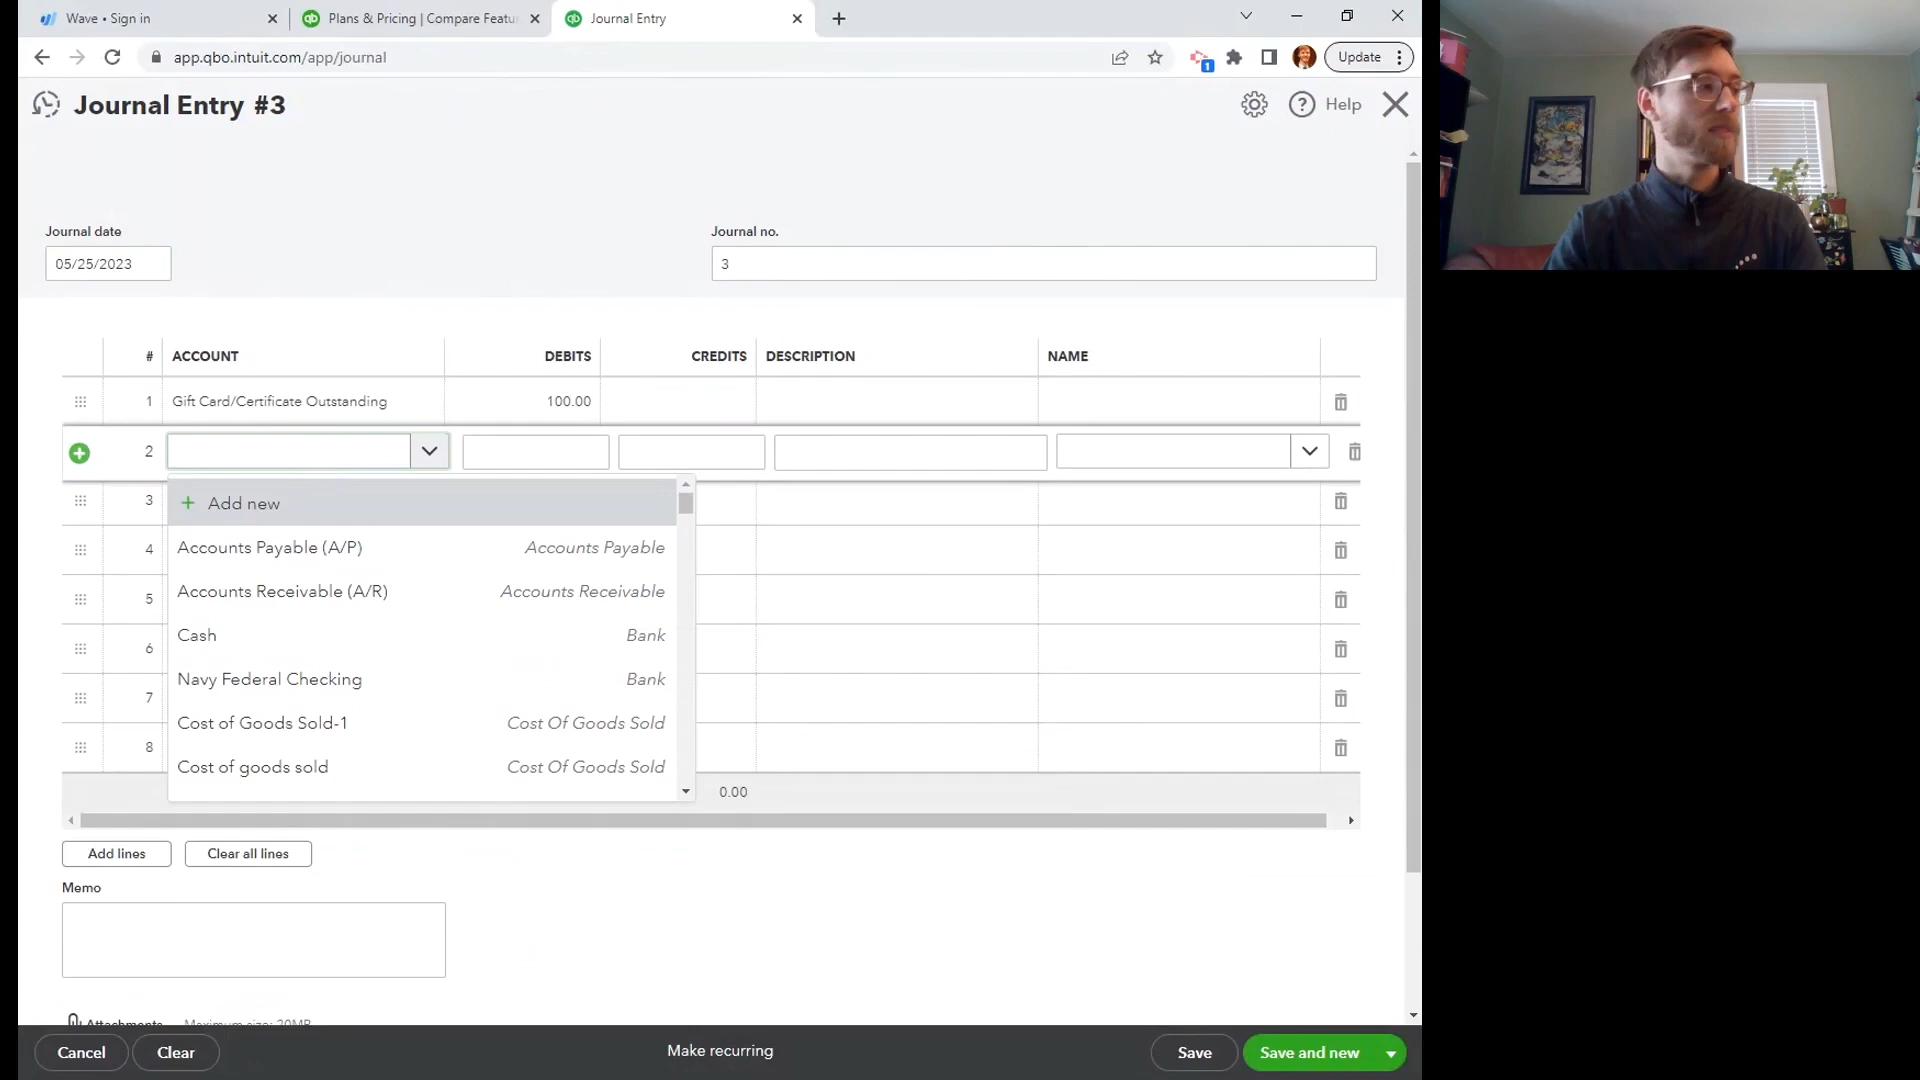 Wave • Sign in
Plans & Pricing | Compare Featu
Journal Entry
app.qbo.intuit.com/app/journal
1
Update
Journal Entry #3
Help
Journal date
Journal no.
05/25/2023
3
# ACCOUNT DEBITS CREDITS DESCRIPTION NAME
1 Gift Card/Certificate Outstanding 100.00
2
3
+ Add new
Accounts Payable (A/P) Accounts Payable
4
Accounts Receivable (A/R) Accounts Receivable
5
Cash Bank
6
Navy Federal Checking Bank
7
Cost of Goods Sold-1 Cost Of Goods Sold
8
Cost of goods sold Cost Of Goods Sold
0.00
Add lines Clear all lines
Memo
Attachments Maximum size: 20MB
Cancel Clear Make recurring Save Save and new